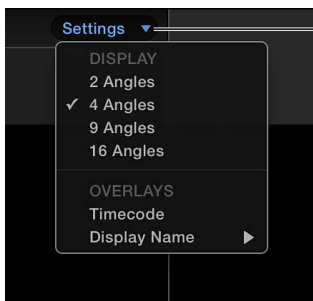 Settings
DISPLAY
2 Angles
4 Angles
9 Angles
16 Angles
OVERLAYS
Timecode
Display Name